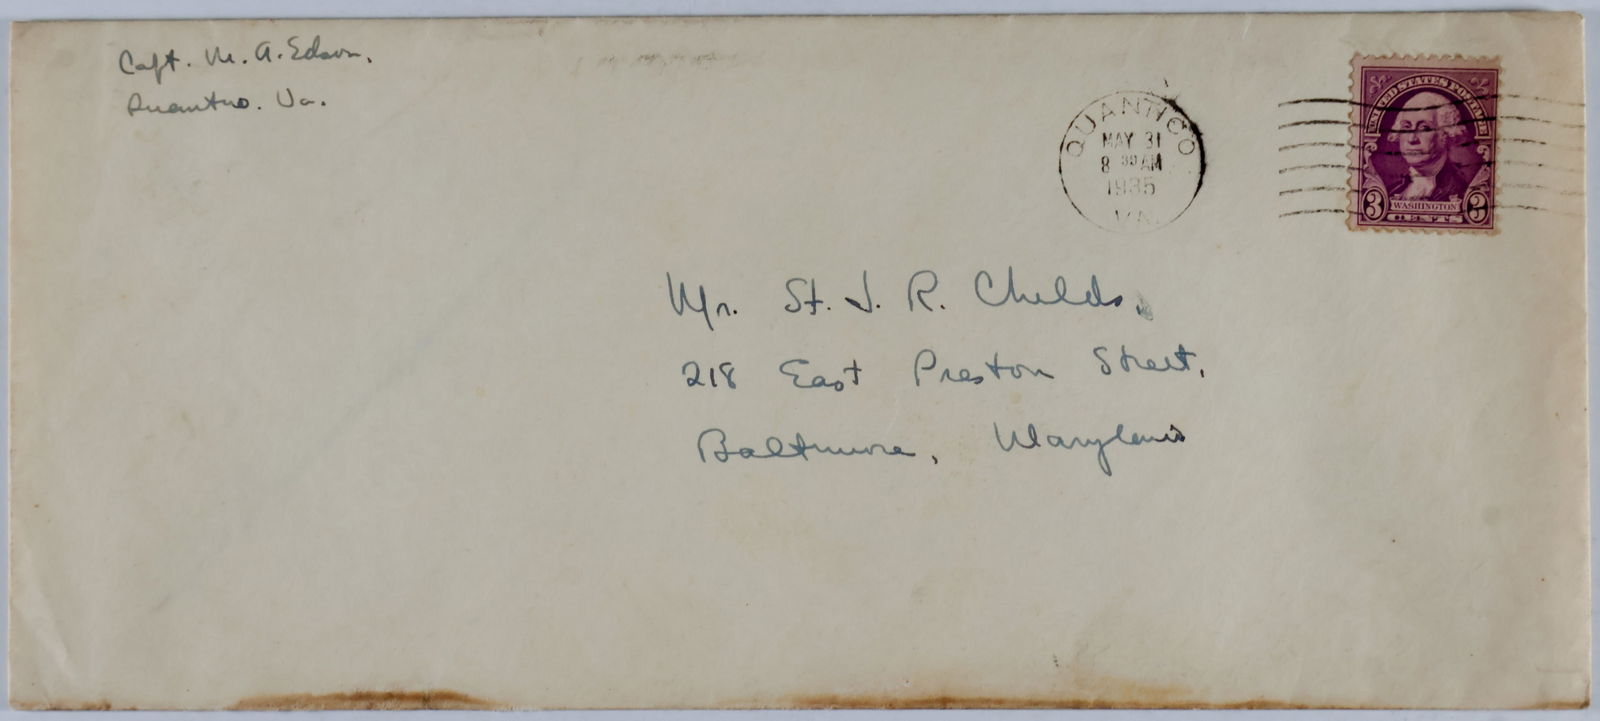 Capt. M. A. Edson.
Quantico. Va.
QUANTICO
MAY 31
8 30 AM
1935
VA.
UNITED STATES POSTAGE
3 WASHINGTON 3
CENTS
Mr. St. J. R. Childs,
218 East Preston Street,
Baltimore, Maryland